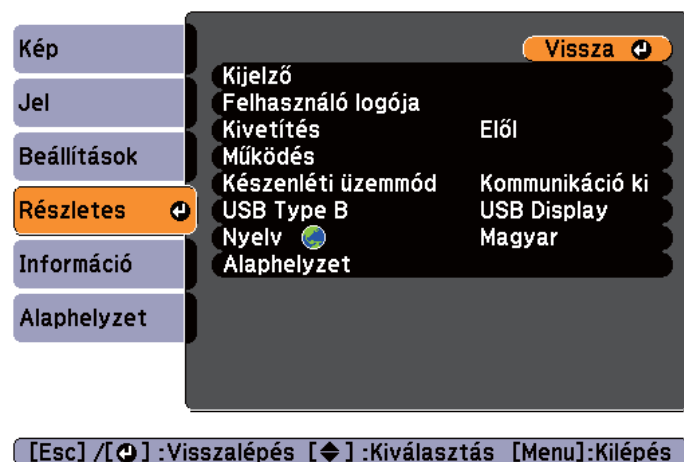 Kép
Jel
Beállítások
Részletes
Információ
Alaphelyzet
Vissza
Kijelző
Felhasználó logója
Kivetítés Elől
Működés
Készenléti üzemmód Kommunikáció ki
USB Type B USB Display
Nyelv Magyar
Alaphelyzet
[Esc] /[ ] :Visszalépés [ ] :Kiválasztás [Menu]:Kilépés